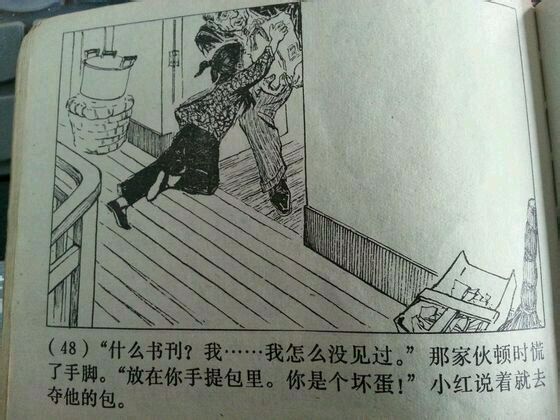 (48)“什么书刊？我……我怎么没见过。”那家伙顿时慌
了手脚。“放在你手提包里。你是个坏蛋！”小红说着就去
夺他的包。